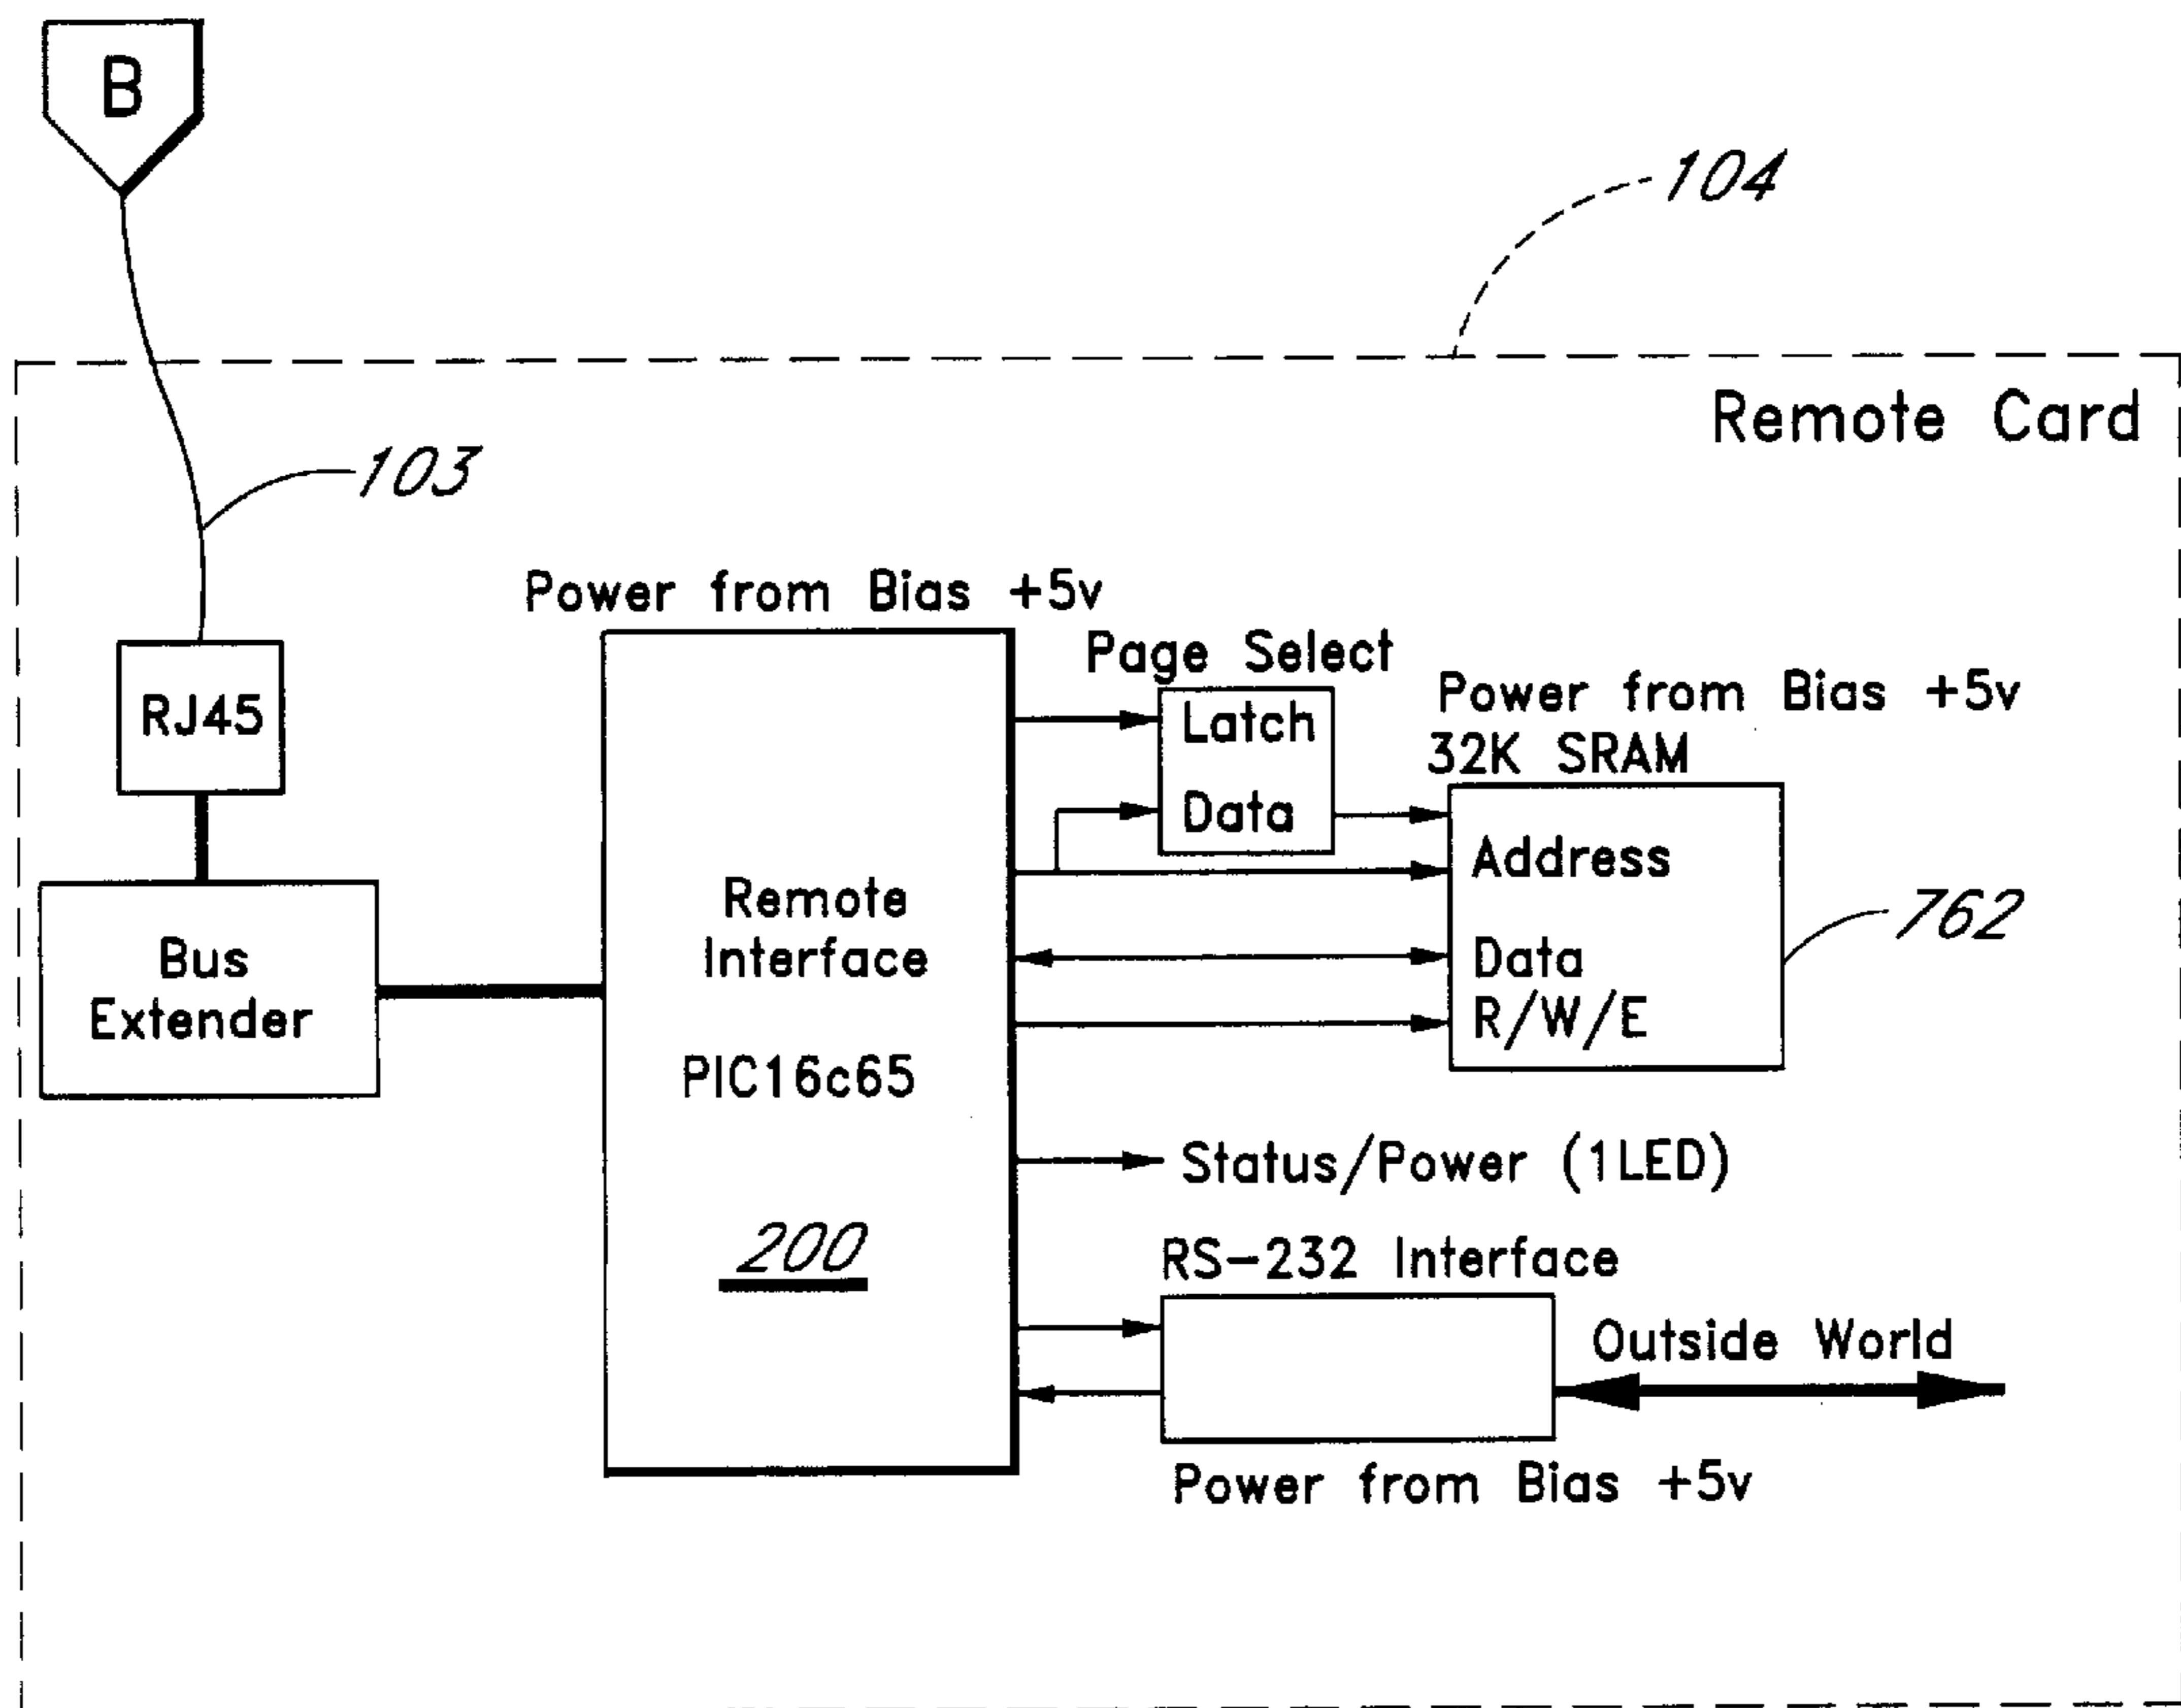 B
104
Remote Card
103
Power from Bias +5v
RJ45
Page Select
Latch
Data
Power from Bias +5v
32K SRAM
Address
Data
R/W/E
762
Bus
Extender
Remote
Interface
PIC16c65
200
Status/Power (1LED)
RS-232 Interface
Outside World
Power from Bias +5v